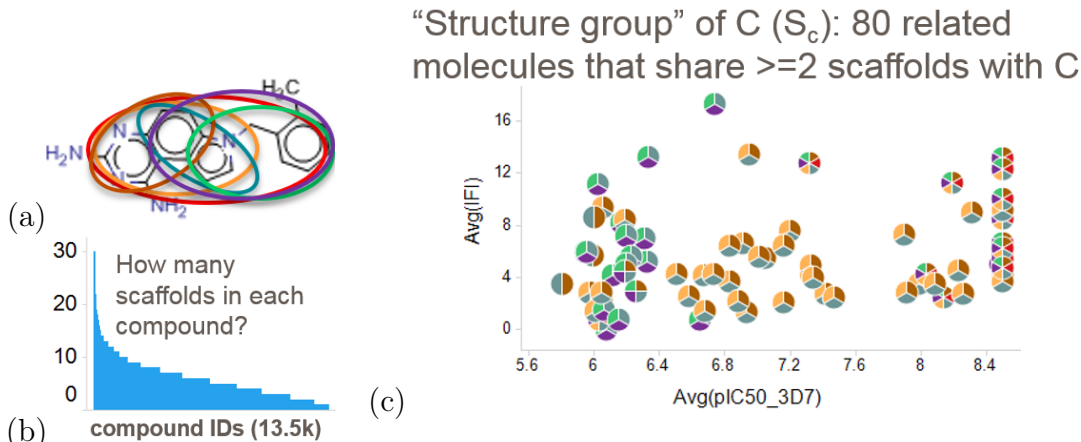 "Structure group" of C (Sc): 80 related
molecules that share >=2 scaffolds with C
H₃C
N
N
H₂N
N
NH₂
(a)
30
20
10
0
How many
scaffolds in each
compound?
compound IDs (13.5k)
(b)
Avg(IFI)
16
12
8
4
0
5.6 6 6.4 6.8 7.2 7.6 8 8.4
Avg(pIC50_3D7)
(c)